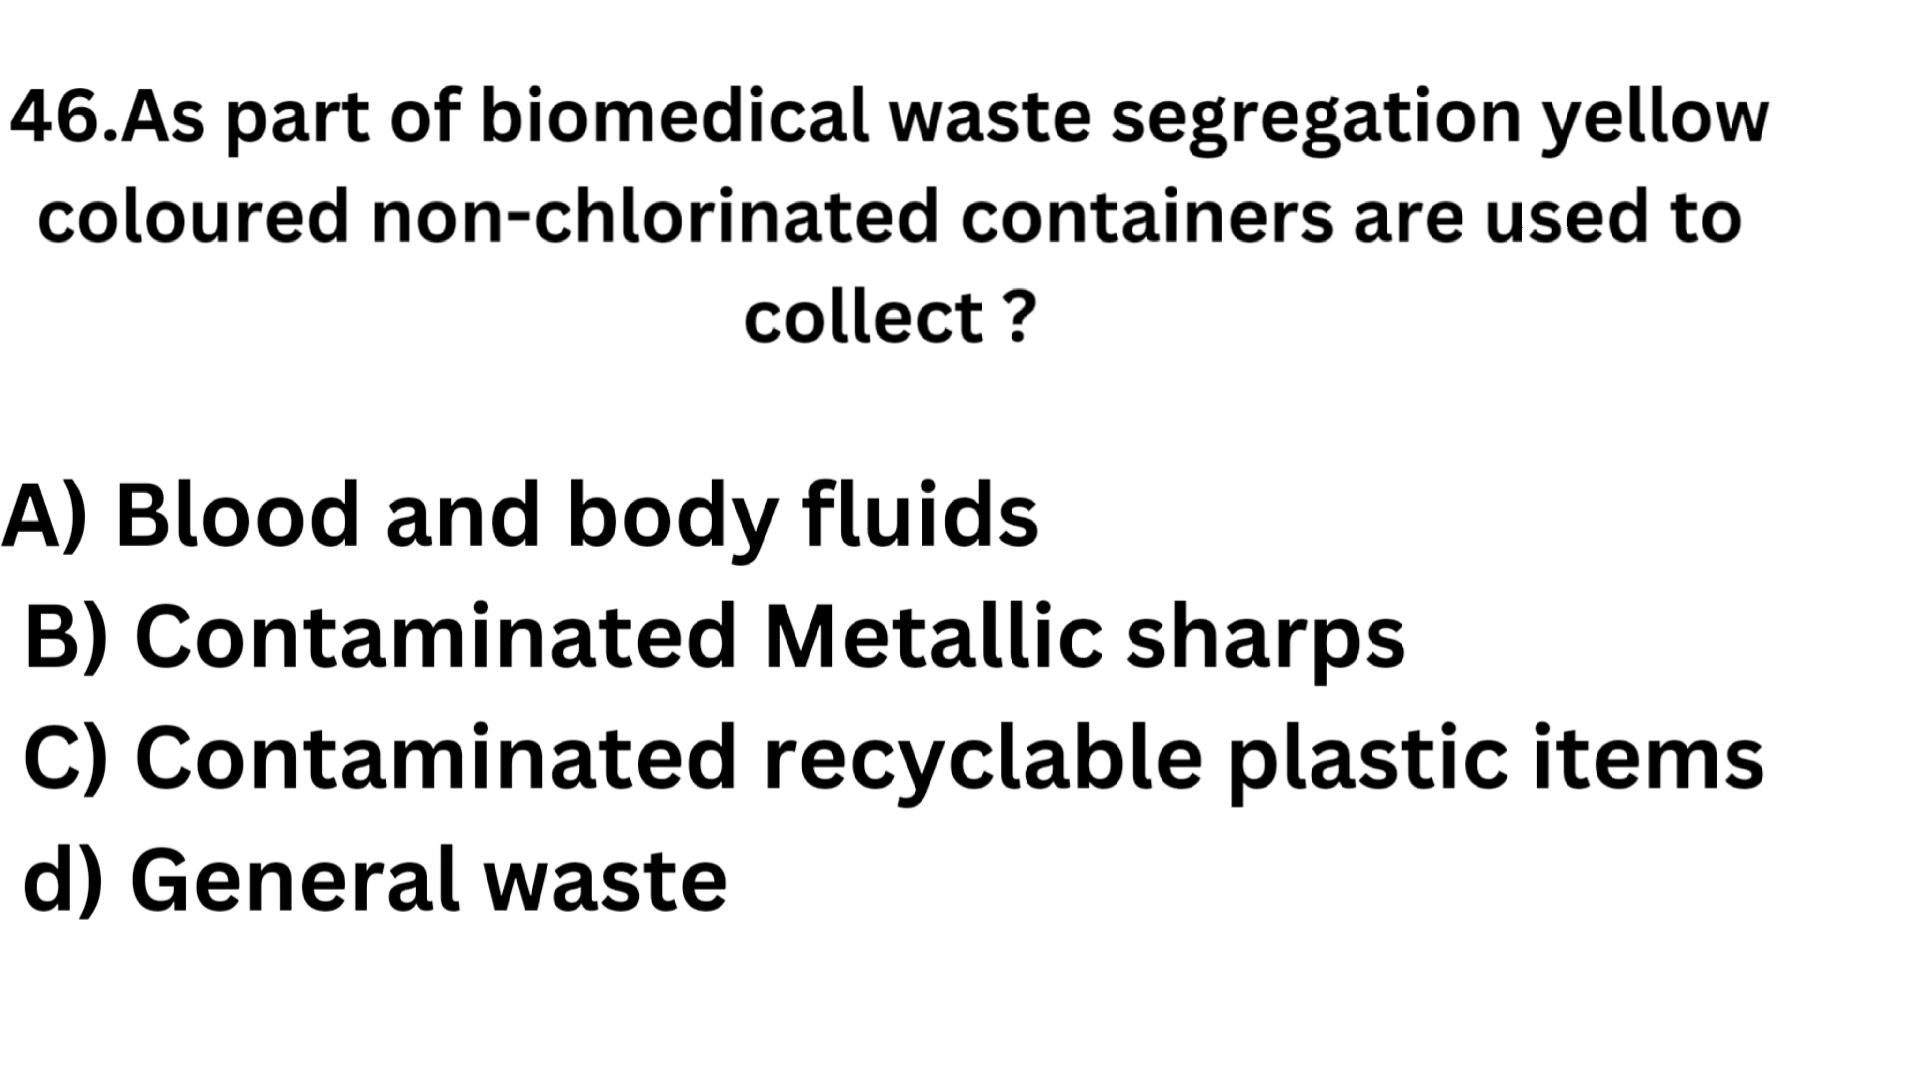 46.As part of biomedical waste segregation yellow
coloured non-chlorinated containers are used to
collect ?
A) Blood and body fluids
B) Contaminated Metallic sharps
C) Contaminated recyclable plastic items
d) General waste